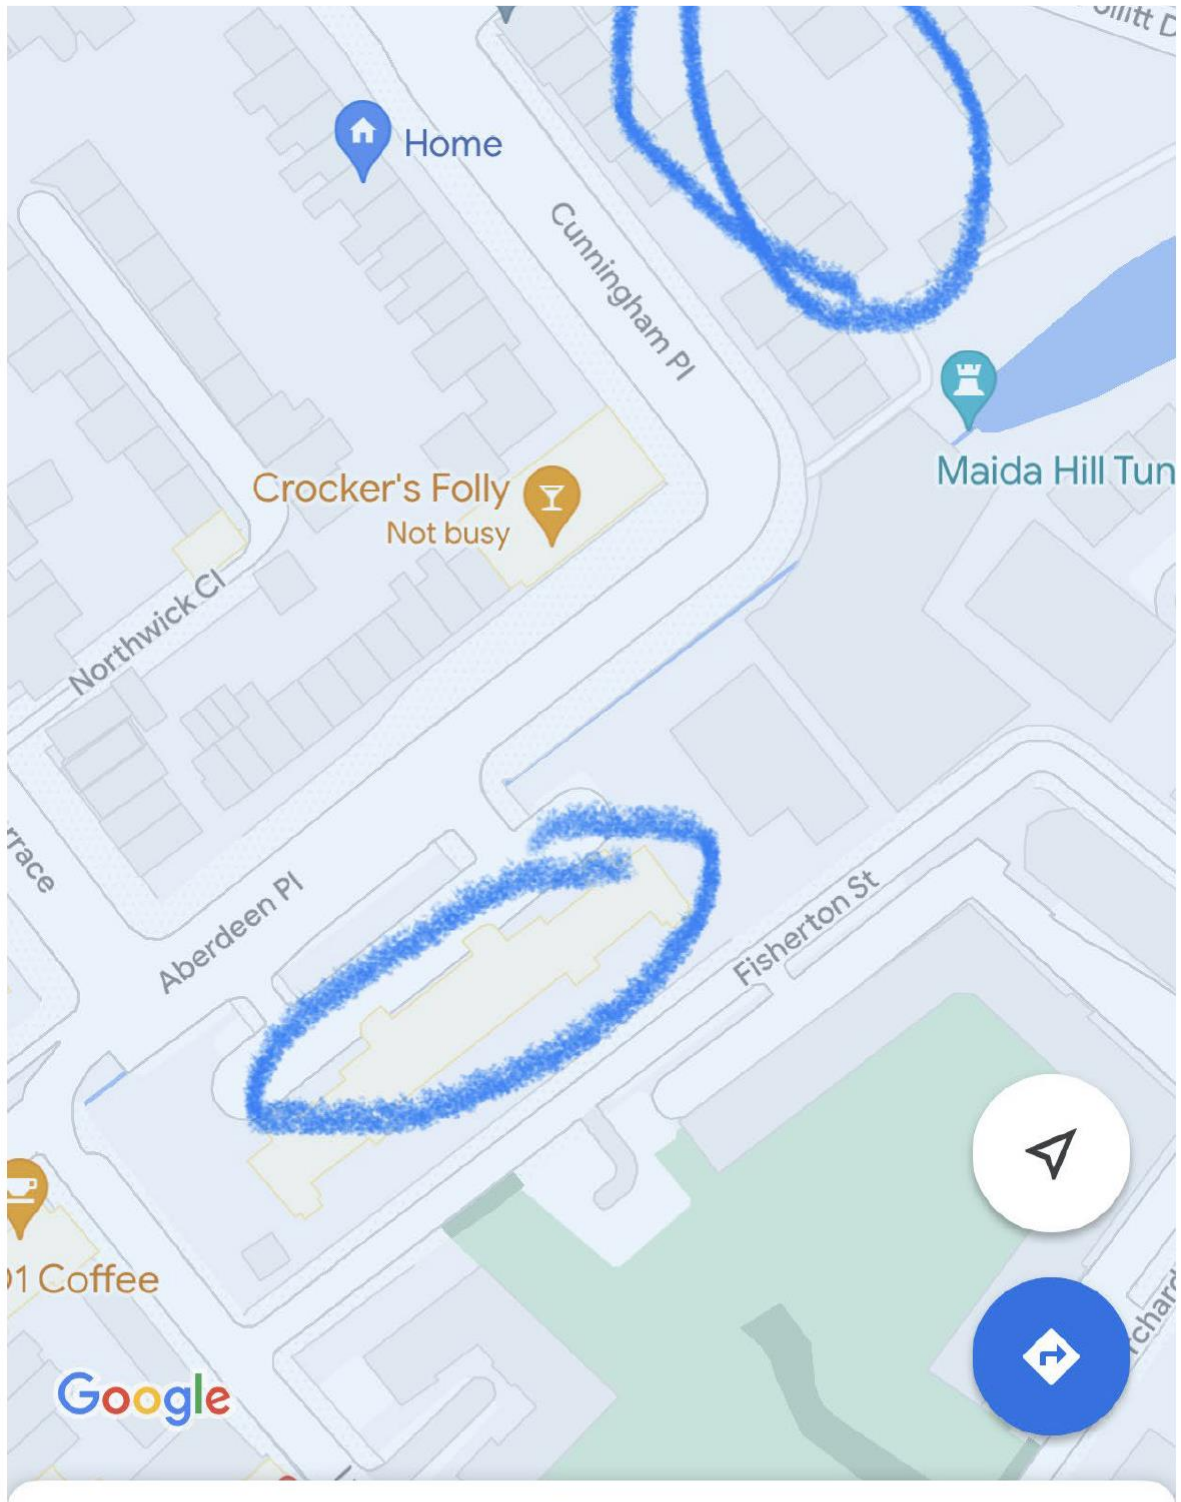 Home
Cunningham Pl
Crocker's Folly
Not busy
Maida Hill Tun
Northwick Cl
Aberdeen Pl
Fisherton St
1 Coffee
Google